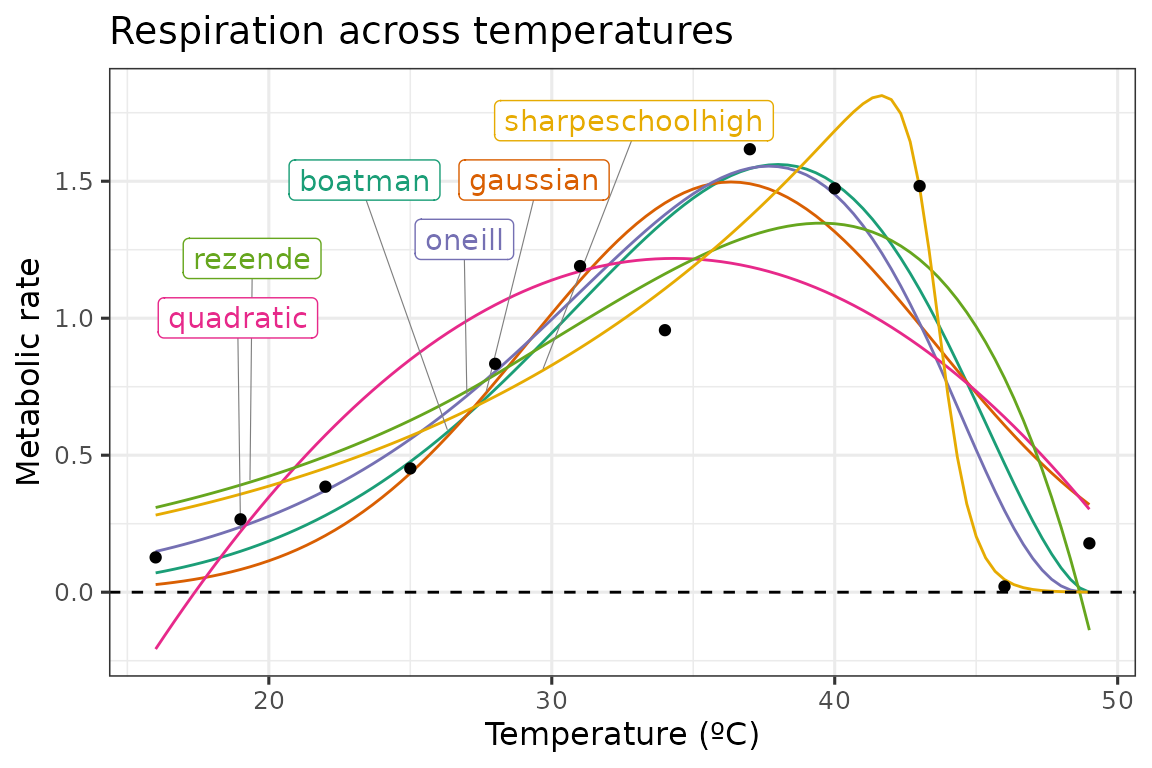 Respiration across temperatures
sharpeschoolhigh
boatman
gaussian
oneill
rezende
quadratic
Metabolic rate
1.5
1.0
0.5
0.0
20
30
40
50
Temperature (ºC)